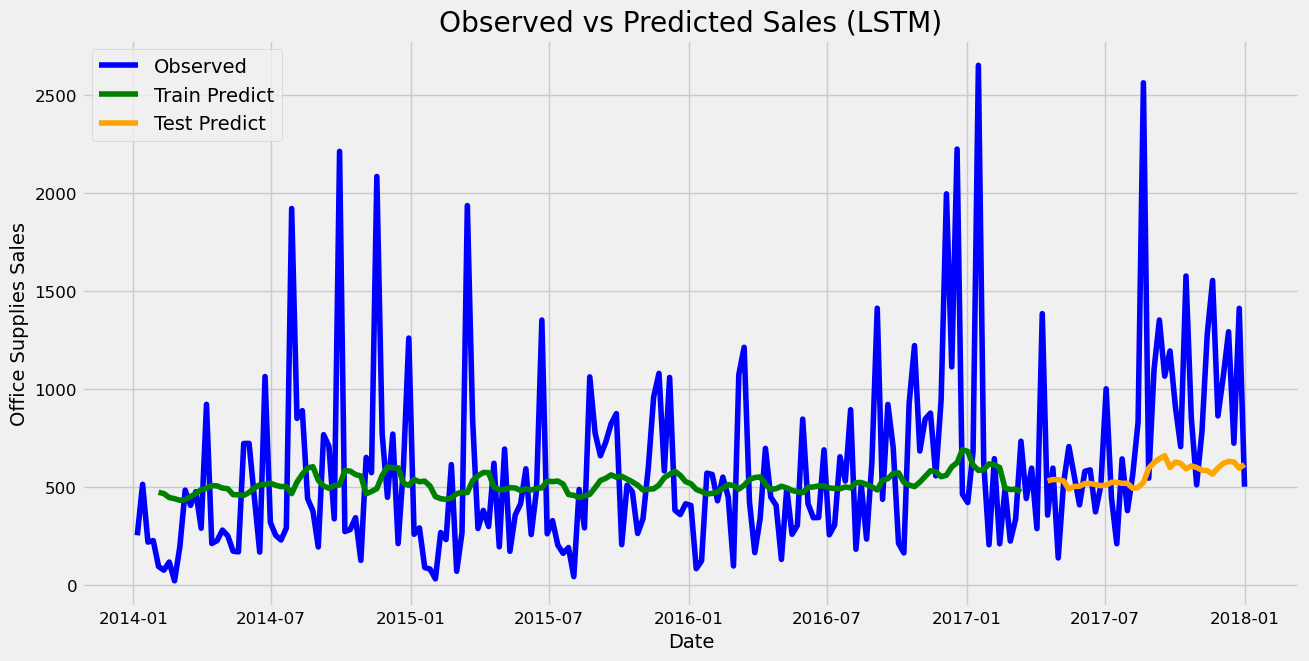 Observed vs Predicted Sales (LSTM)
Observed
Train Predict
Test Predict
Office Supplies Sales
2500
2000
1500
1000
500
0
2014-01
2014-07
2015-01
2015-07
2016-01
2016-07
2017-01
2017-07
2018-01
Date